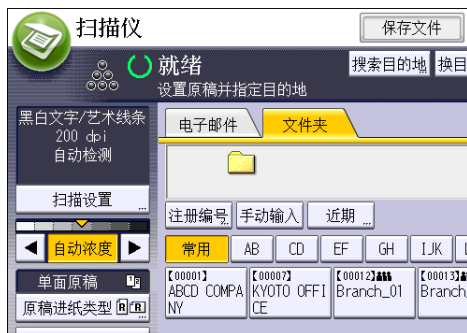 扫描仪
保存文件
就绪
搜索目的地
换目
设置原稿并指定目的地
黑白文字/艺术线条
200 dpi
自动检测
扫描设置
自动浓度
单面原稿
原稿进纸类型
电子邮件
文件夹
注册编号
手动输入
近期
常用
AB
CD
EF
GH
IJK
[00001]
ABCD COMPA
NY
[00007]
KYOTO OFFI
CE
[00012]
Branch_01
[00013]
Branch